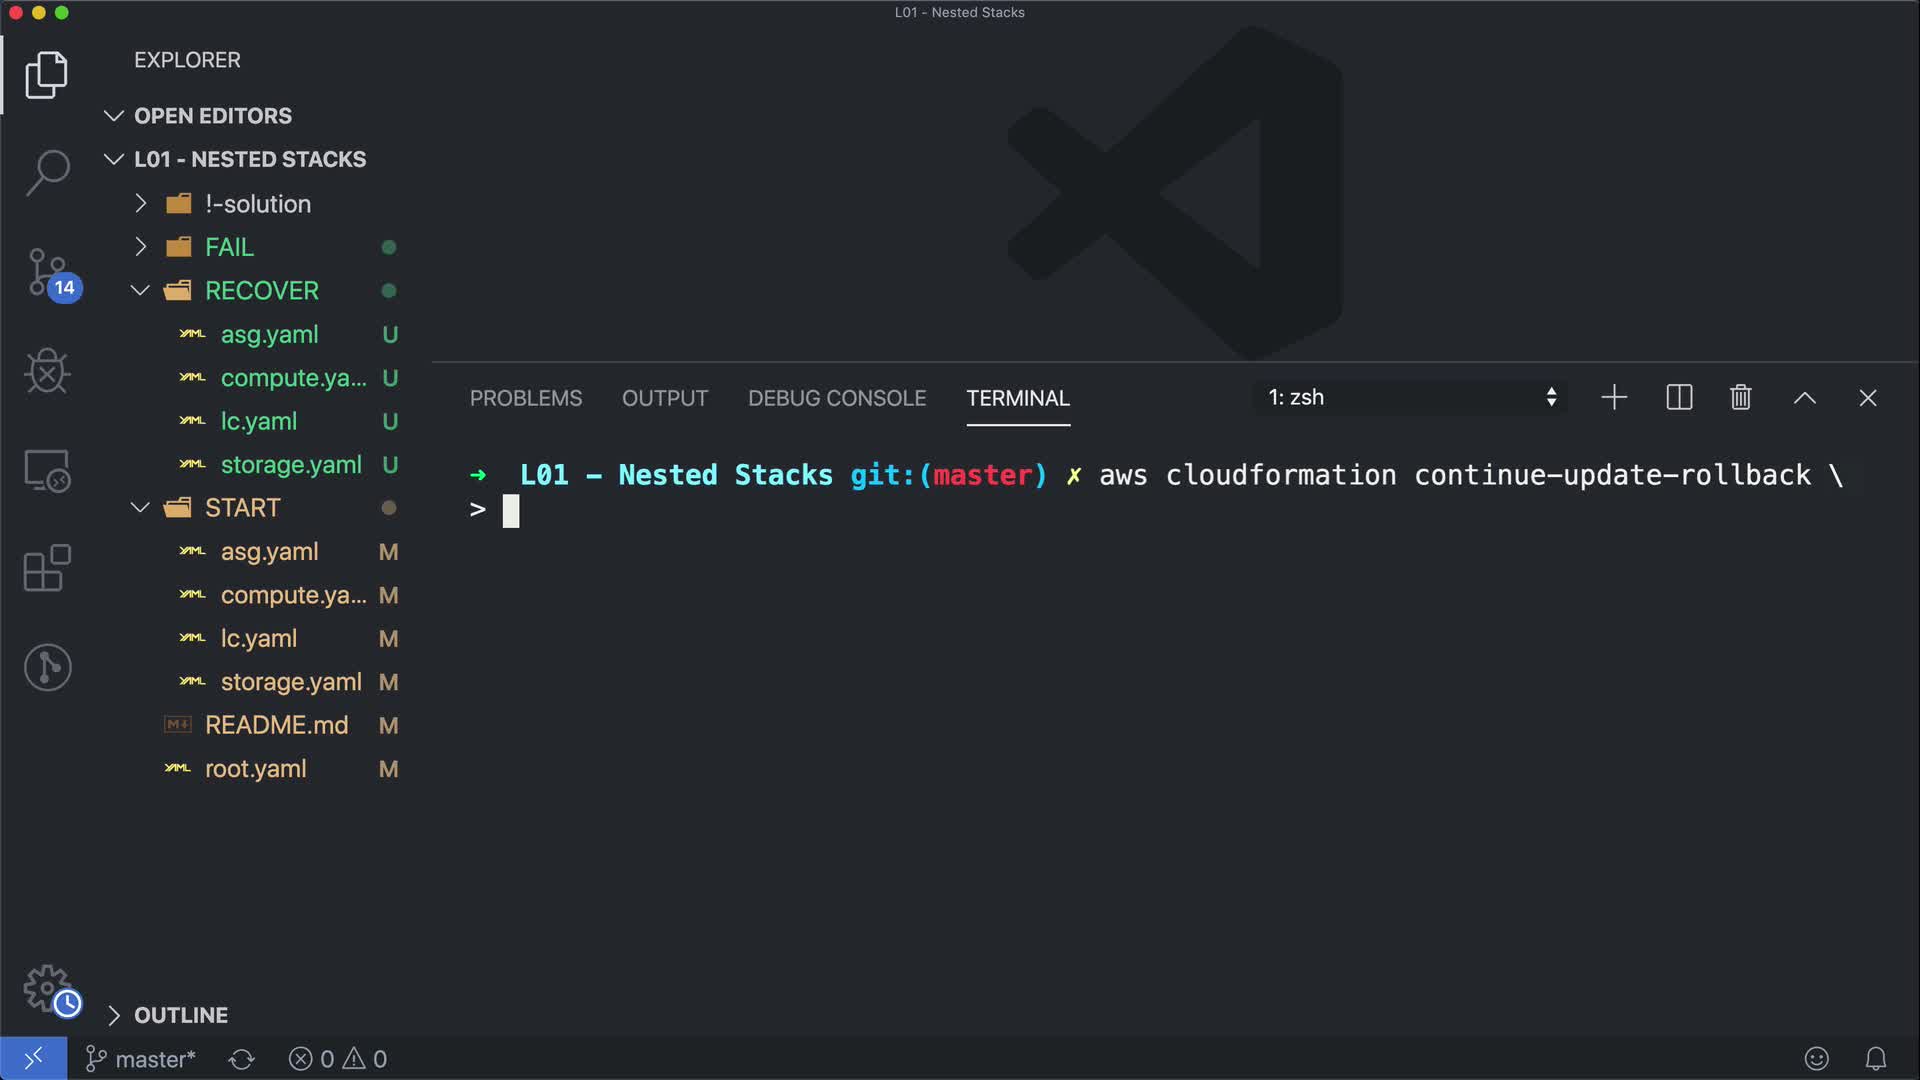 L01 - Nested Stacks
EXPLORER
OPEN EDITORS
L01 - NESTED STACKS
!-solution
FAIL
RECOVER
asg.yaml U
compute.ya... U
lc.yaml U
storage.yaml U
START
asg.yaml M
compute.ya... M
lc.yaml M
storage.yaml M
README.md M
root.yaml M
OUTLINE
14
PROBLEMS OUTPUT DEBUG CONSOLE TERMINAL 1: zsh
➜ L01 - Nested Stacks git:(master) ✗ aws cloudformation continue-update-rollback \
>
master* 0 0